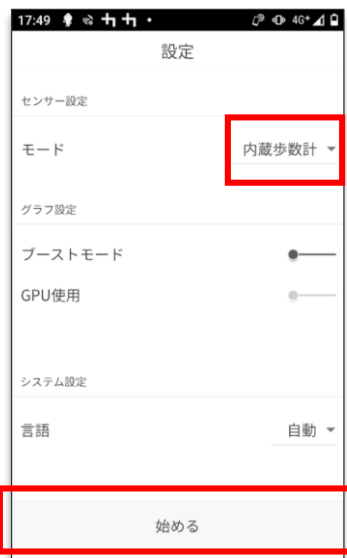 17:49 4G+
設定
センサー設定
モード 内蔵歩数計
グラフ設定
ブーストモード
GPU使用
システム設定
言語 自動
始める